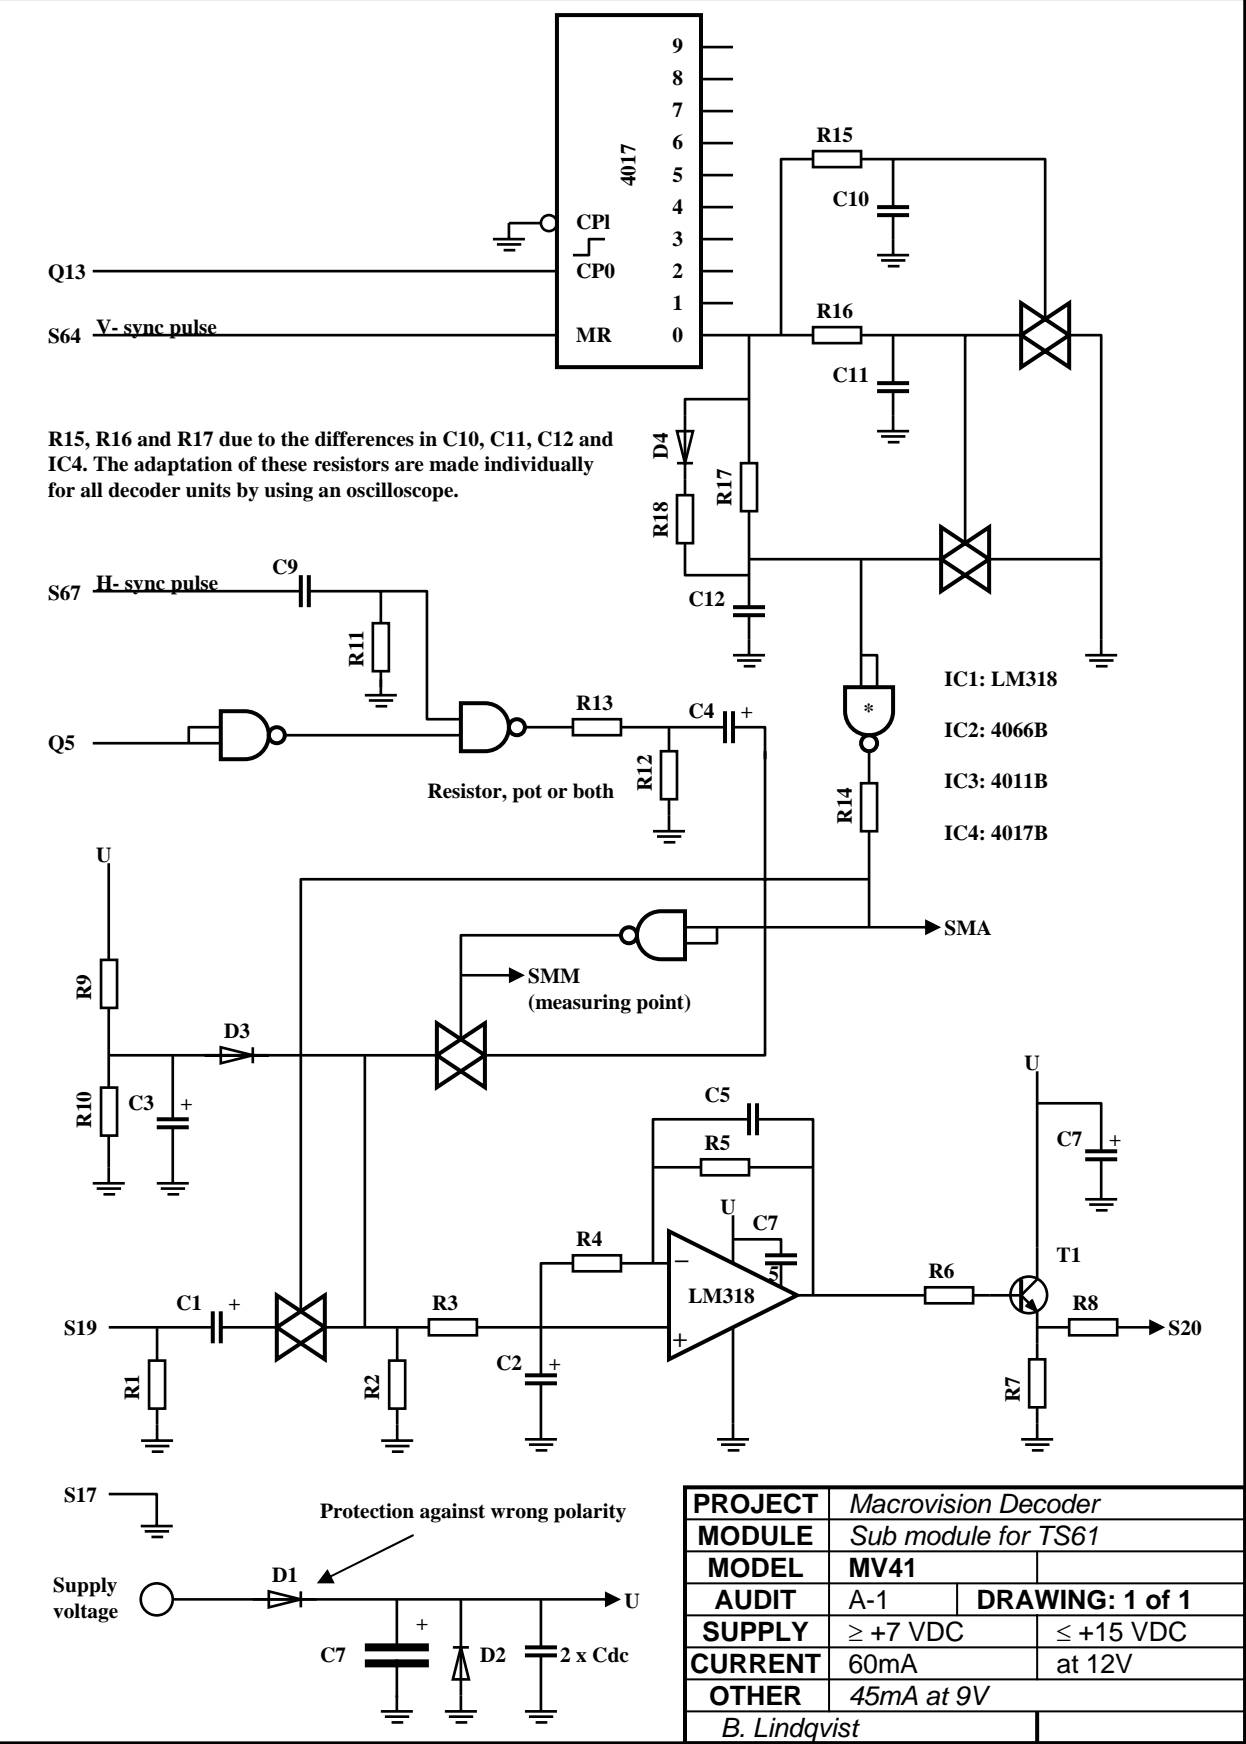 9
8
7
6
5
4
3
2
1
0
4017
CPl
CP0
MR
Q13
S64 V- sync pulse
R15
C10
R16
C11
R15, R16 and R17 due to the differences in C10, C11, C12 and
IC4. The adaptation of these resistors are made individually
for all decoder units by using an oscilloscope.
D4
R17
R18
C12
S67 H- sync pulse
C9
R11
Q5
R13
C4 +
R12
Resistor, pot or both
*
R14
IC1: LM318
IC2: 4066B
IC3: 4011B
IC4: 4017B
U
SMA
SMM
(measuring point)
R9
D3
R10
C3 +
U
C7 +
C5
R5
U
C7
5
R4
−
LM318
+
R6
T1
R8
S20
R7
S19
C1 +
R3
R1
R2
C2 +
S17
Protection against wrong polarity
Supply
voltage
D1
U
C7 +
D2
2 x Cdc
PROJECT Macrovision Decoder
MODULE Sub module for TS61
MODEL MV41
AUDIT A-1 DRAWING: 1 of 1
SUPPLY ≥ +7 VDC ≤ +15 VDC
CURRENT 60mA at 12V
OTHER 45mA at 9V
B. Lindqvist